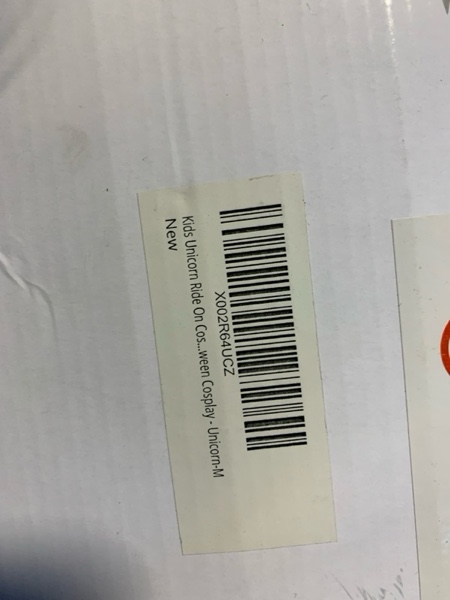 X002R64UCZ
Kids Unicorn Ride On Cos...ween Cosplay - Unicorn-M
New